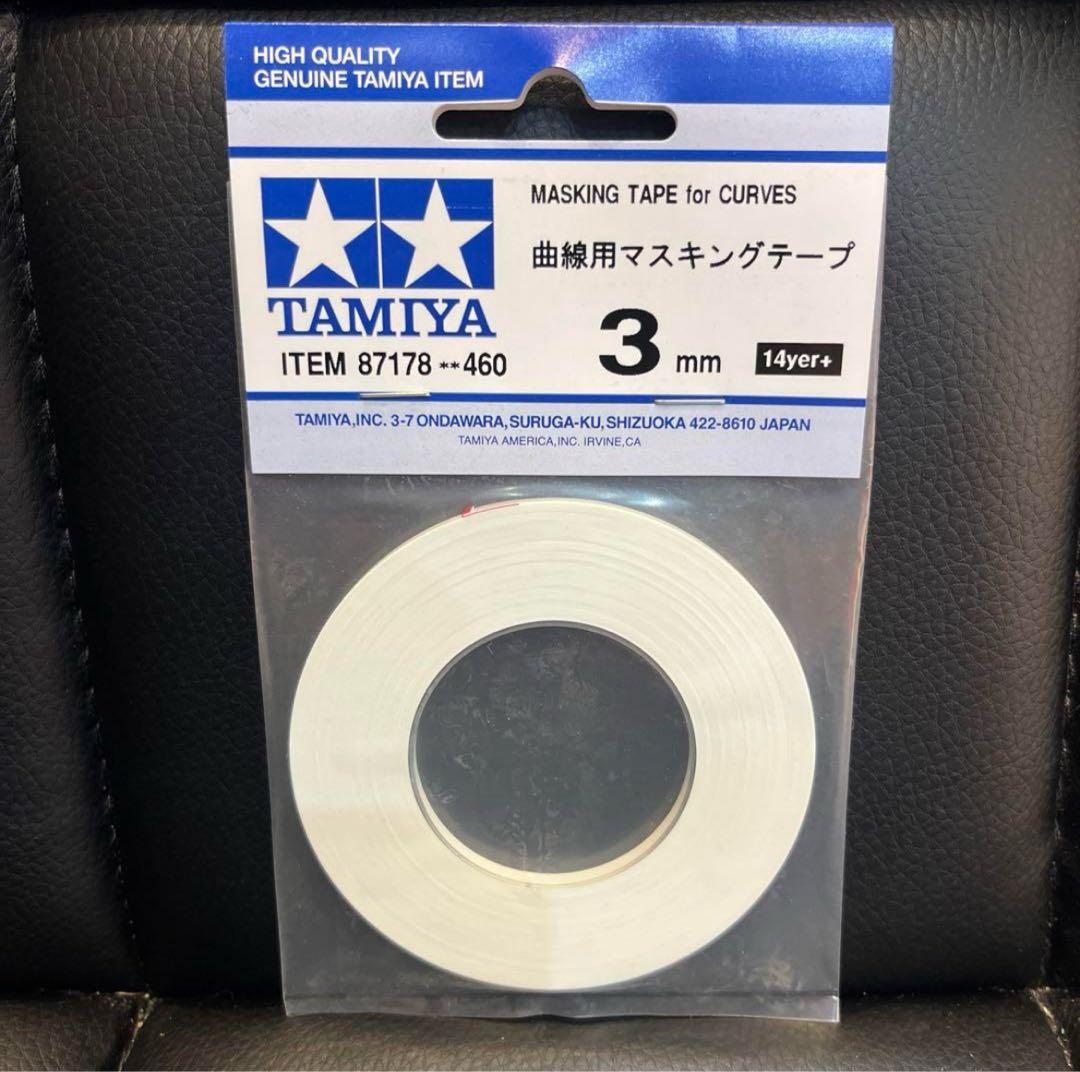 HIGH QUALITY
GENUINE TAMIYA ITEM
MASKING TAPE for CURVES
曲線用マスキングテープ
TAMIYA
ITEM 87178 **460
3 mm
14yer+
TAMIYA,INC. 3-7 ONDAWARA,SURUGA-KU,SHIZUOKA 422-8610 JAPAN
TAMIYA AMERICA,INC. IRVINE,CA